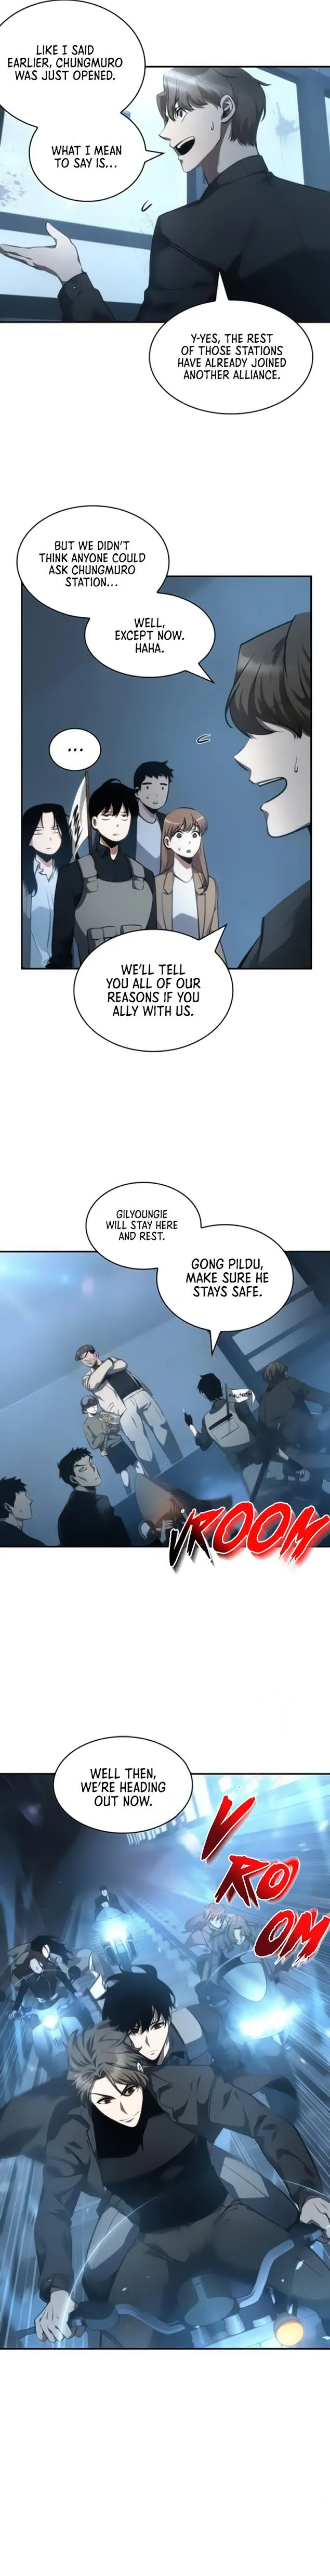 LIKE I SAID
EARLIER, CHUNGMURO
WAS JUST OPENED.
WHAT I MEAN
TO SAY IS...
Y-YES, THE REST
OF THOSE STATIONS
HAVE ALREADY JOINED
ANOTHER ALLIANCE.
BUT WE DIDN'T
THINK ANYONE COULD
ASK CHUNGMURO
STATION...
WELL,
EXCEPT NOW.
HAHA.
...
WE'LL TELL
YOU ALL OF OUR
REASONS IF YOU
ALLY WITH US.
GILYOUNGIE
WILL STAY HERE
AND REST.
GONG PILDU,
MAKE SURE HE
STAYS SAFE.
VROOM
WELL THEN,
WE'RE HEADING
OUT NOW.
V
RO
OM